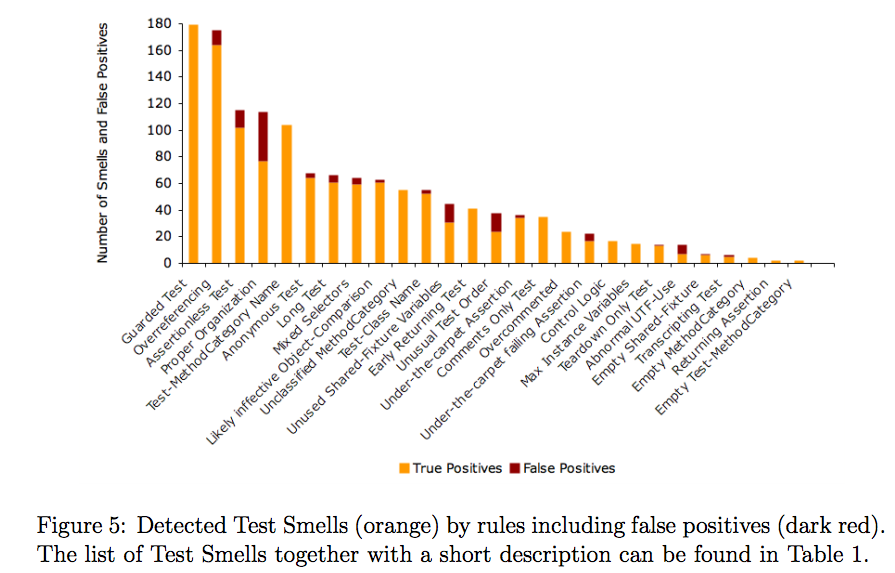 Number of Smells and False Positives
180
160
140
120
100
80
60
40
20
0
Guarded Test
Overreferencing
Assertionless Test
Proper Organization
Test-MethodCategory Name
Anonymous Test
Long Test
Mixed Selectors
Likely inffective Object-Comparison
Unclassified MethodCategory
Test-Class Name
Unused Shared-Fixture Variables
Early Returning Test
Unusual Test Order
Under-the-carpet Assertion
Comments Only Test
Overcommented
Under-the-carpet failing Assertion
Control Logic
Max Instance Variables
Teardown Only Test
Abnormal UTF-Use
Empty Shared-Fixture
Transcripting Test
Empty MethodCategory
Returning Assertion
Empty Test-MethodCategory
True Positives False Positives
Figure 5: Detected Test Smells (orange) by rules including false positives (dark red).
The list of Test Smells together with a short description can be found in Table 1.